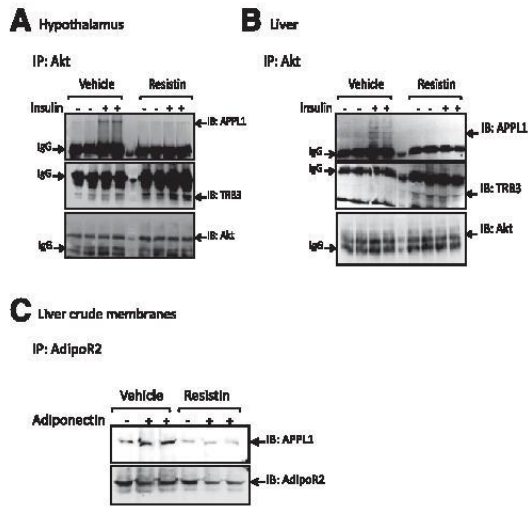 A Hypothalamus
IP: Akt
Vehicle Resistin
Insulin - - + + - - + +
IB: APPL1
IgG
IgG
IB: TRB3
IB: Akt
IgG
B Liver
IP: Akt
Vehicle Resistin
Insulin - - + + - - + +
IB: APPL1
IgG
IgG
IB: TRB3
IB: Akt
IgG
C Liver crude membranes
IP: AdipoR2
Vehicle Resistin
Adiponectin - + + - + +
IB: APPL1
IB: AdipoR2